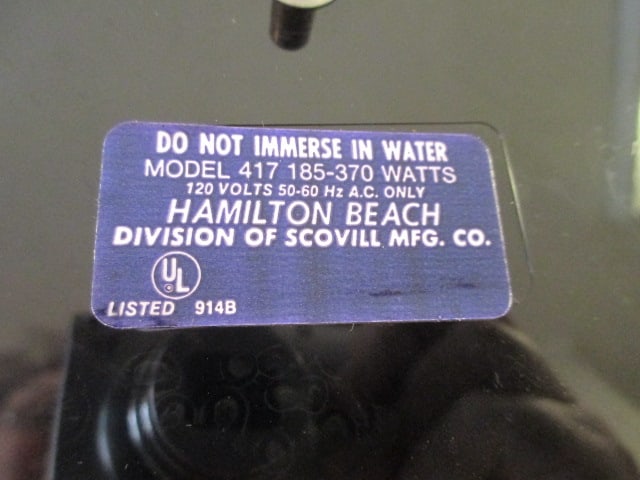 DO NOT IMMERSE IN WATER
MODEL 417 185-370 WATTS
120 VOLTS 50-60 Hz A.C. ONLY
HAMILTON BEACH
DIVISION OF SCOVILL MFG. CO.
UL
LISTED 914B